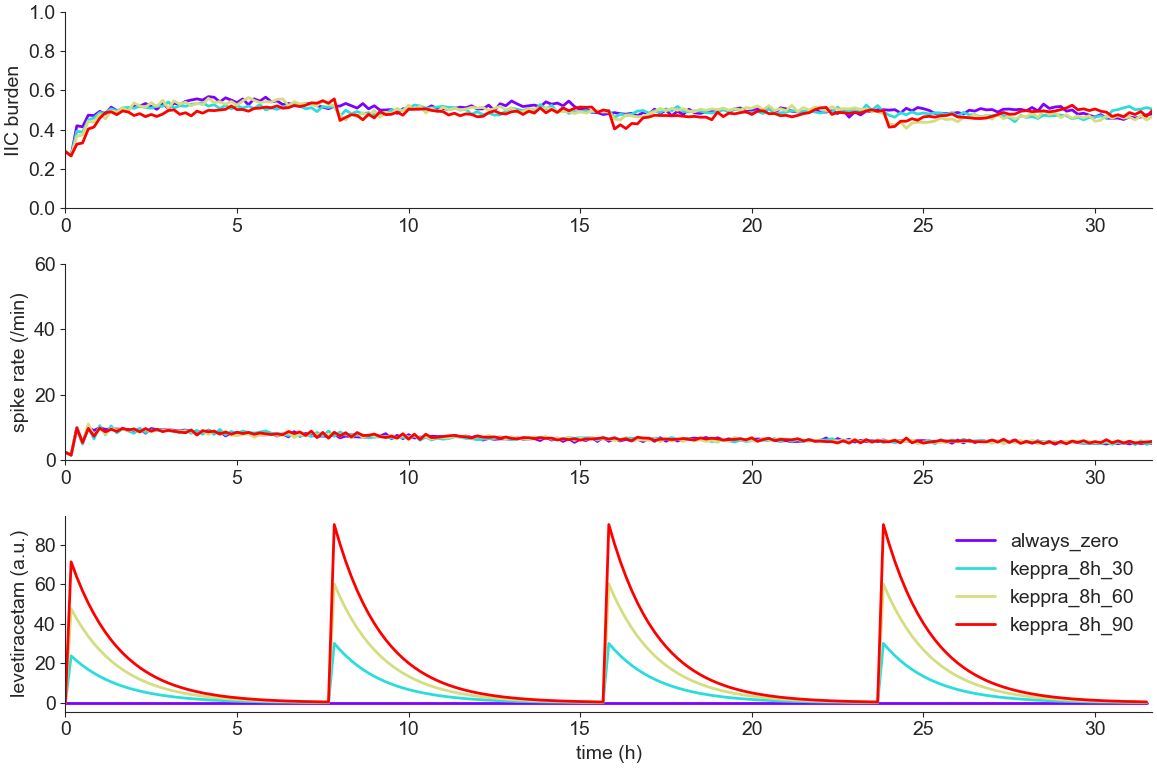 1.0
0.8
0.6
0.4
0.2
0.0
IIC burden
0 5 10 15 20 25 30
60
40
20
0
spike rate (/min)
0 5 10 15 20 25 30
80
60
40
20
0
levetiracetam (a.u.)
always_zero
keppra_8h_30
keppra_8h_60
keppra_8h_90
0 5 10 15 20 25 30
time (h)